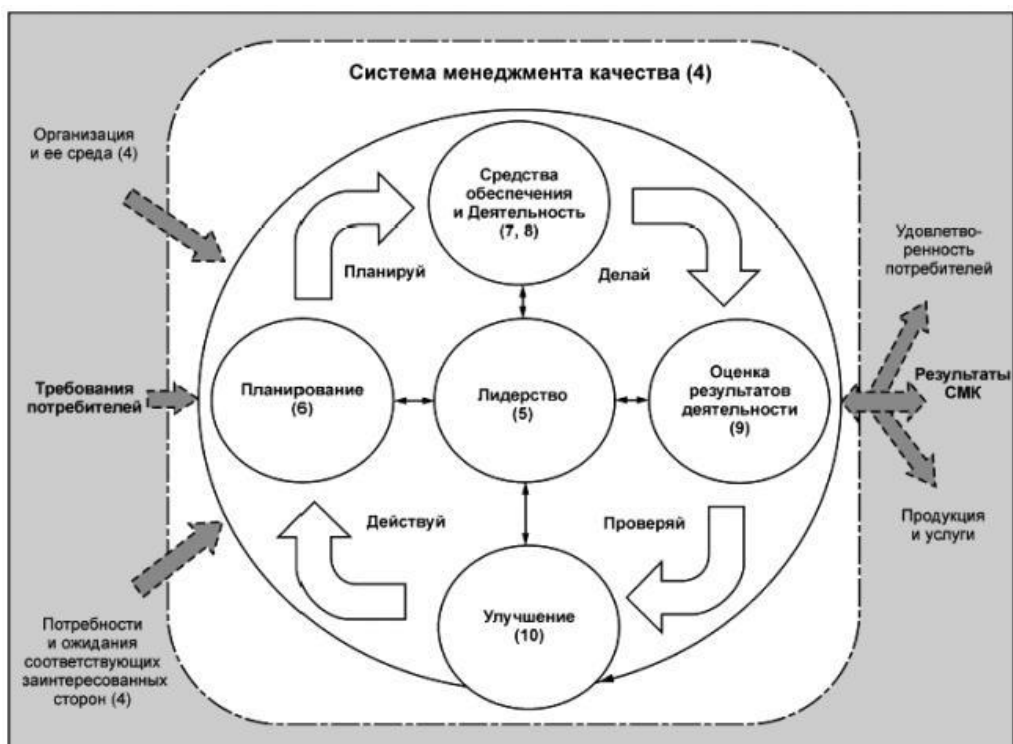 Система менеджмента качества (4)
Организация
и ее среда (4)
Средства
обеспечения
и Деятельность
(7, 8)
Планируй
Делай
Удовлетво-
ренность
потребителей
Требования
потребителей
Планирование
(6)
Лидерство
(5)
Оценка
результатов
деятельности
(9)
Результаты
СМК
Действуй
Проверяй
Продукция
и услуги
Улучшение
(10)
Потребности
и ожидания
соответствующих
заинтересованных
сторон (4)